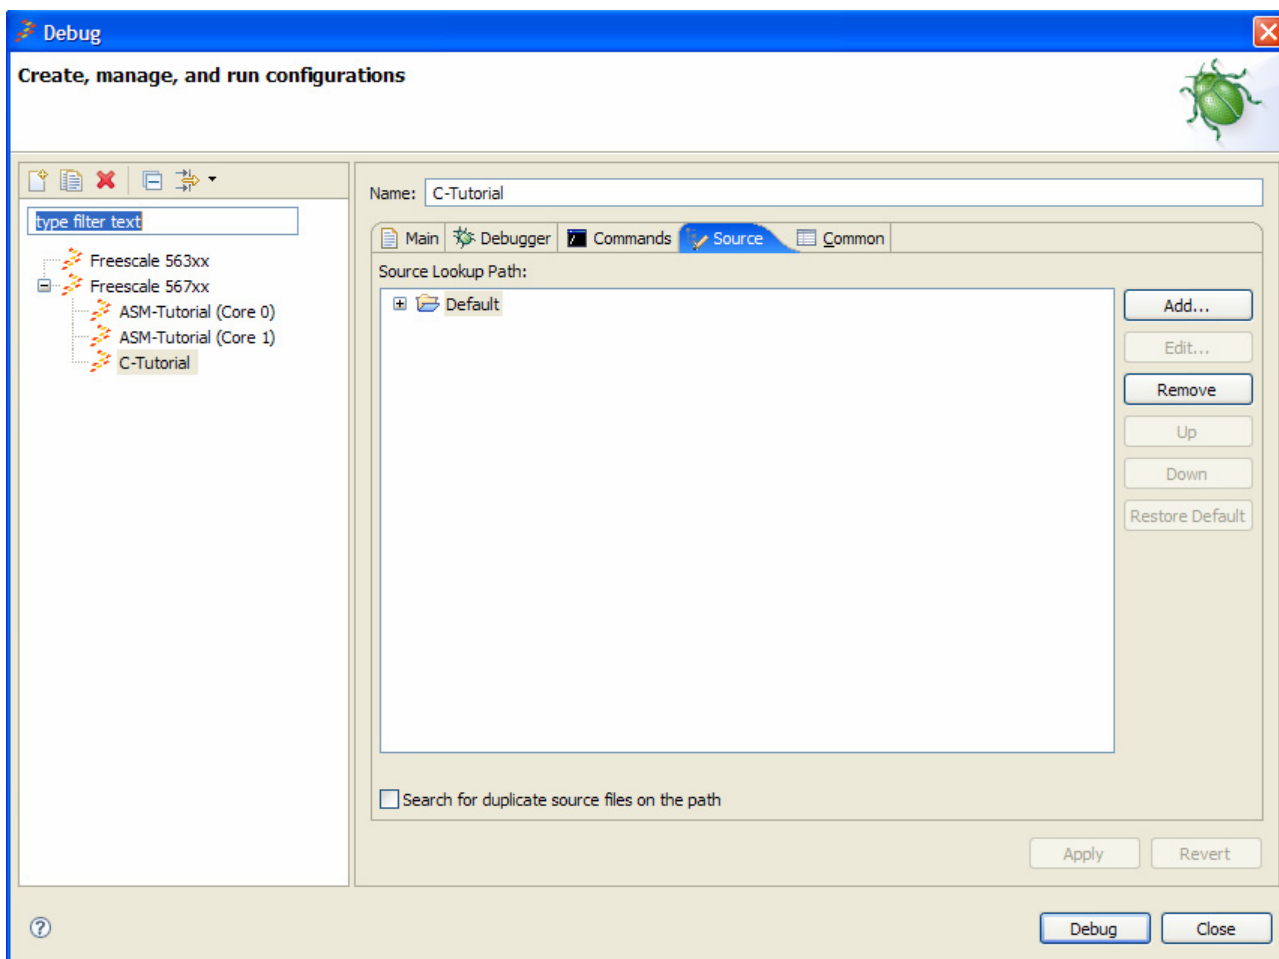 Debug
Create, manage, and run configurations
type filter text
Freescale 563xx
Freescale 567xx
ASM-Tutorial (Core 0)
ASM-Tutorial (Core 1)
C-Tutorial
Name: C-Tutorial
Main Debugger Commands Source Common
Source Lookup Path:
Default
Add...
Edit...
Remove
Up
Down
Restore Default
Search for duplicate source files on the path
Apply Revert
Debug Close